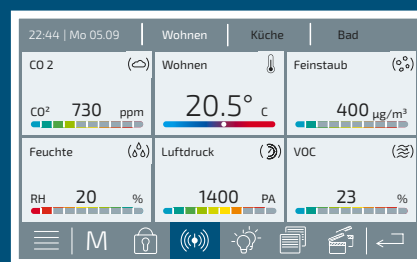 22:44 | Mo 05.09 Wohnen Küche Bad
CO 2 Wohnen Feinstaub
CO² 730 ppm 20.5° C 400 µg/m³
Feuchte Luftdruck VOC
RH 20 % 1400 PA 23 %
M